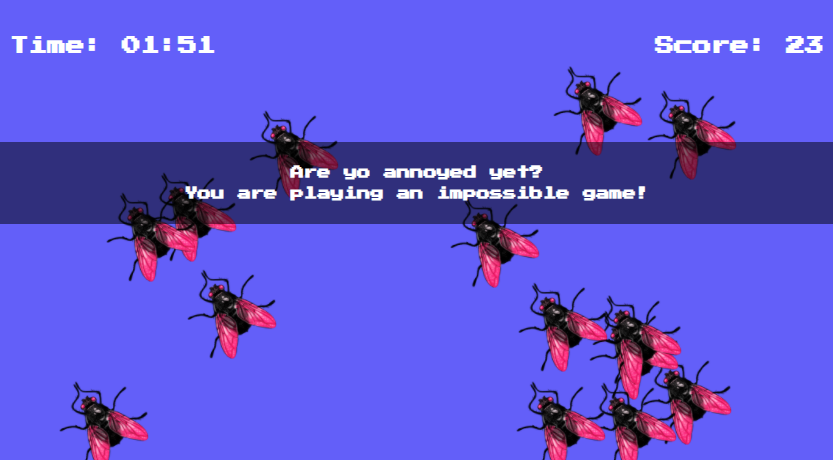 Time: 01:51
Score: 23
Are yo annoyed yet?
You are playing an impossible game!